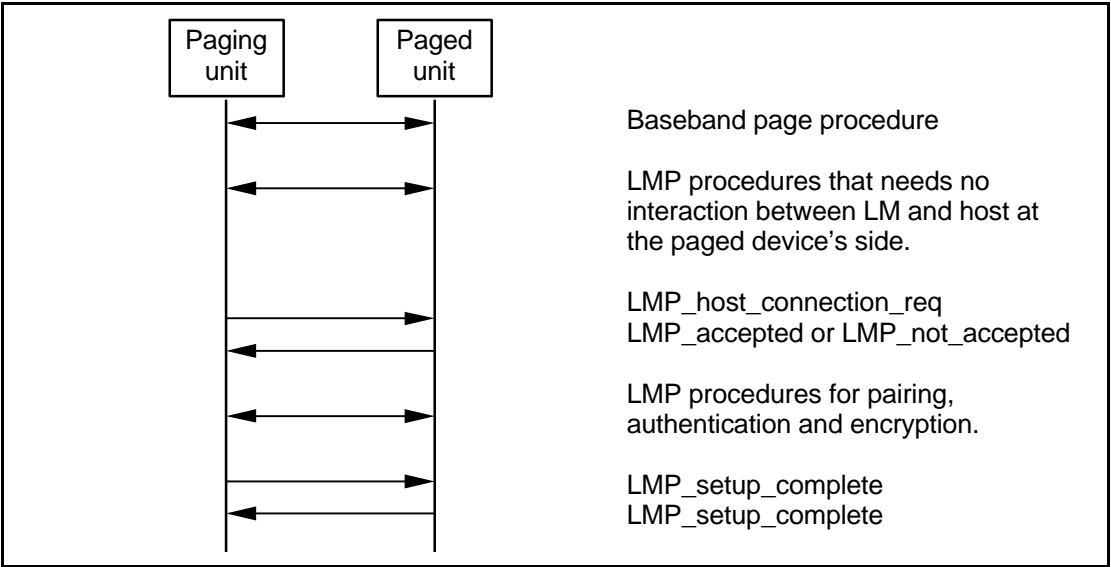 Paging
unit
Paged
unit
Baseband page procedure
LMP procedures that needs no
interaction between LM and host at
the paged device’s side.
LMP_host_connection_req
LMP_accepted or LMP_not_accepted
LMP procedures for pairing,
authentication and encryption.
LMP_setup_complete
LMP_setup_complete